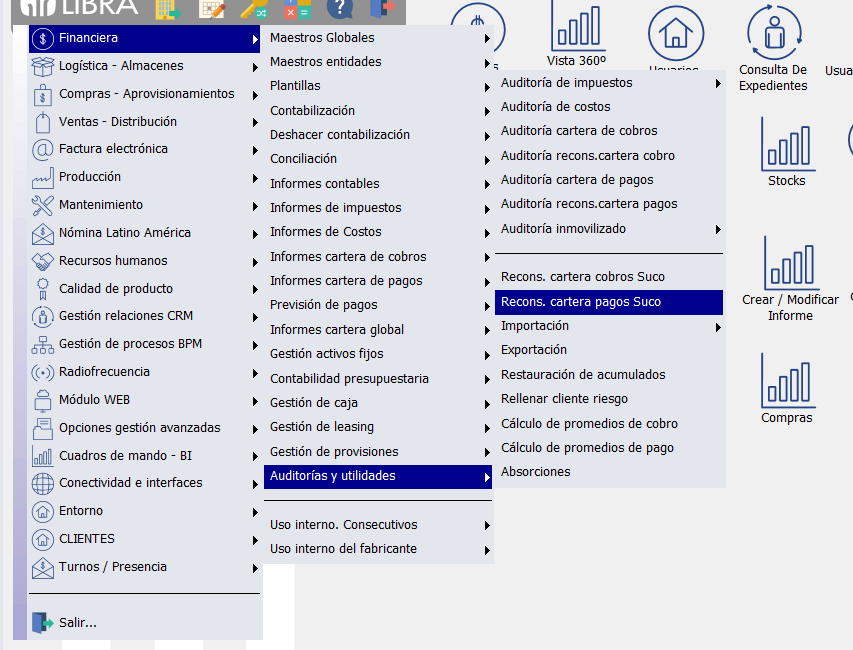 LIBRA
Financiera
Logística - Almacenes
Compras - Aprovisionamientos
Ventas - Distribución
Factura electrónica
Producción
Mantenimiento
Nómina Latino América
Recursos humanos
Calidad de producto
Gestión relaciones CRM
Gestión de procesos BPM
Radiofrecuencia
Módulo WEB
Opciones gestión avanzadas
Cuadros de mando - BI
Conectividad e interfaces
Entorno
CLIENTES
Turnos / Presencia
Salir...
Maestros Globales
Maestros entidades
Plantillas
Contabilización
Deshacer contabilización
Conciliación
Informes contables
Informes de impuestos
Informes de Costos
Informes cartera de cobros
Informes cartera de pagos
Previsión de pagos
Informes cartera global
Gestión activos fijos
Contabilidad presupuestaria
Gestión de caja
Gestión de leasing
Gestión de provisiones
Auditorías y utilidades
Uso interno. Consecutivos
Uso interno del fabricante
Auditoría de impuestos
Auditoría de costos
Auditoría cartera de cobros
Auditoría recons.cartera cobro
Auditoría cartera de pagos
Auditoría recons.cartera pagos
Auditoría inmovilizado
Recons. cartera cobros Suco
Recons. cartera pagos Suco
Importación
Exportación
Restauración de acumulados
Rellenar cliente riesgo
Cálculo de promedios de cobro
Cálculo de promedios de pago
Absorciones
Vista 360º
Usuarios
Consulta De
Expedientes
Usua
Stocks
Crear / Modificar
Informe
Compras